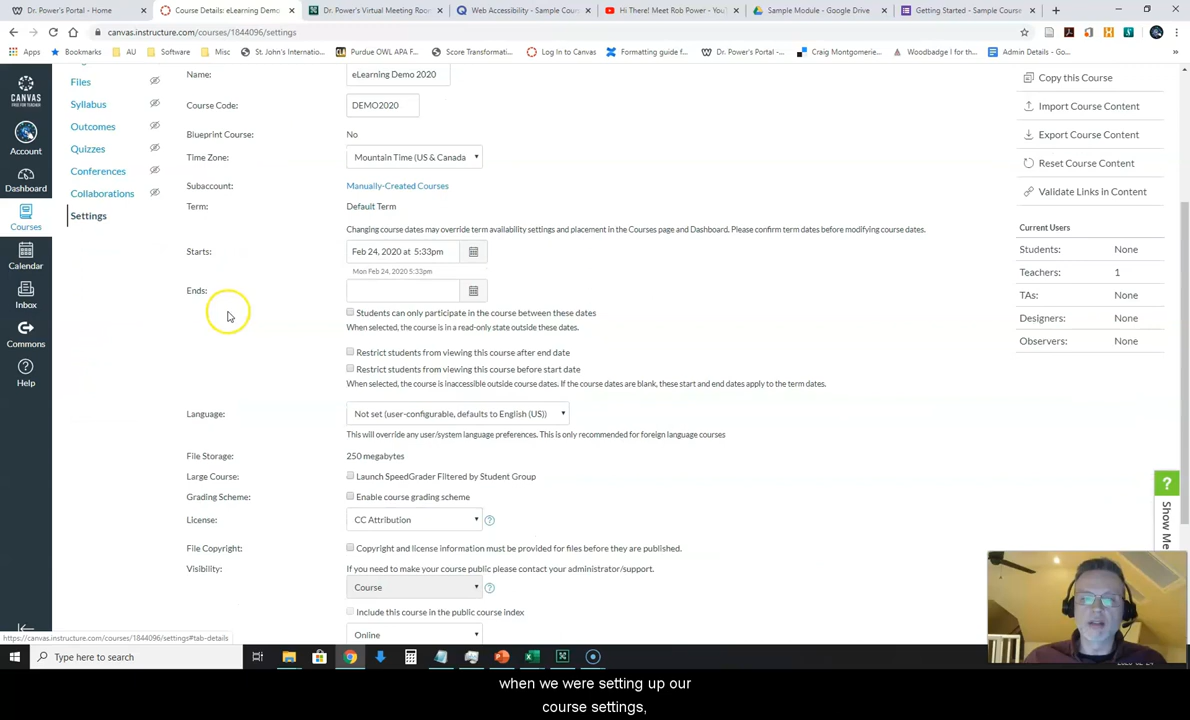 Dr. Power's Portal - Home
Course Details: eLearning Demo
Dr. Power's Virtual Meeting Room
Web Accessibility - Sample Cour
Hi There! Meet Rob Power - You
Sample Module - Google Drive
Getting Started - Sample Course
canvas.instructure.com/courses/1844096/settings
Apps
Bookmarks
AU
Software
Misc
St. John's Internatio...
Purdue OWL APA F...
Score Transformatio...
Log In to Canvas
Formatting guide f...
Dr. Power's Portal -...
Craig Montgomerie...
Woodbadge I for th...
Admin Details - Go...
CANVAS
FREE FOR TEACHER
Account
Dashboard
Courses
Calendar
Inbox
Commons
Help
Files
Syllabus
Outcomes
Quizzes
Conferences
Collaborations
Settings
Name:
eLearning Demo 2020
Course Code:
DEMO2020
Blueprint Course:
No
Time Zone:
Mountain Time (US & Canada
Subaccount:
Manually-Created Courses
Term:
Default Term
Changing course dates may override term availability settings and placement in the Courses page and Dashboard. Please confirm term dates before modifying course dates.
Starts:
Feb 24, 2020 at 5:33pm
Mon Feb 24, 2020 5:33pm
Ends:
Students can only participate in the course between these dates
When selected, the course is in a read-only state outside these dates.
Restrict students from viewing this course after end date
Restrict students from viewing this course before start date
When selected, the course is inaccessible outside course dates. If the course dates are blank, these start and end dates apply to the term dates.
Language:
Not set (user-configurable, defaults to English (US))
This will override any user/system language preferences. This is only recommended for foreign language courses
File Storage:
250 megabytes
Large Course:
Launch SpeedGrader Filtered by Student Group
Grading Scheme:
Enable course grading scheme
License:
CC Attribution
File Copyright:
Copyright and license information must be provided for files before they are published.
Visibility:
If you need to make your course public please contact your administrator/support.
Course
Include this course in the public course index
Online
Copy this Course
Import Course Content
Export Course Content
Reset Course Content
Validate Links in Content
Current Users
Students: None
Teachers: 1
TAs: None
Designers: None
Observers: None
? Show Me
https://canvas.instructure.com/courses/1844096/settings#tab-details
Type here to search
when we were setting up our
course settings,